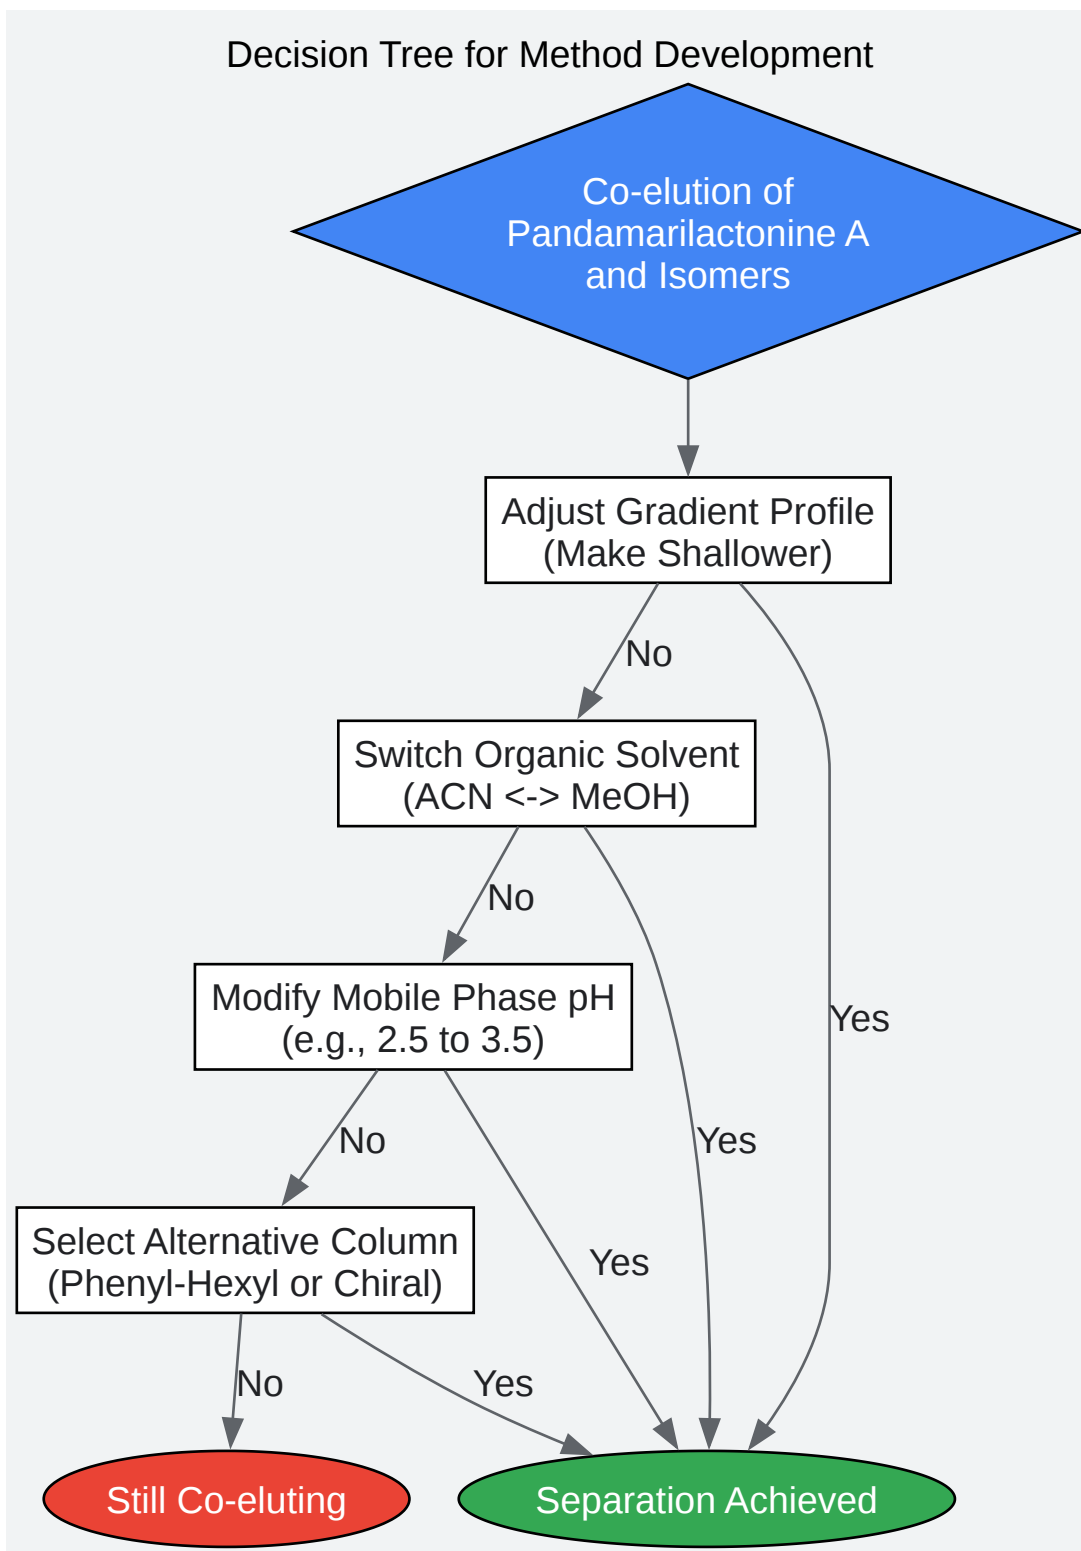 Decision Tree for Method Development
Co-elution of
Pandamarilactonine A
and Isomers
Adjust Gradient Profile
(Make Shallower)
No
Switch Organic Solvent
(ACN <-> MeOH)
No
Modify Mobile Phase pH
(e.g., 2.5 to 3.5)
Yes
No
Yes
Select Alternative Column
(Phenyl-Hexyl or Chiral)
Yes
No
Yes
Still Co-eluting
Separation Achieved